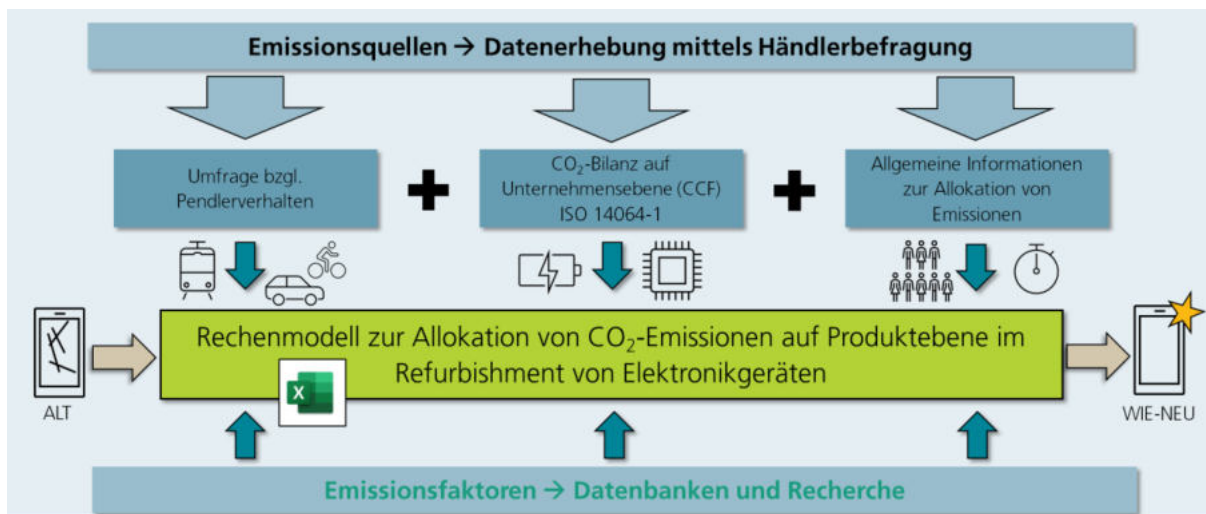 Emissionsquellen → Datenerhebung mittels Händlerbefragung
Umfrage bzgl.
Pendlerverhalten
CO₂-Bilanz auf
Unternehmensebene (CCF)
ISO 14064-1
Allgemeine Informationen
zur Allokation von
Emissionen
Rechenmodell zur Allokation von CO₂-Emissionen auf Produktebene im
Refurbishment von Elektronikgeräten
X
ALT
WIE-NEU
Emissionsfaktoren → Datenbanken und Recherche